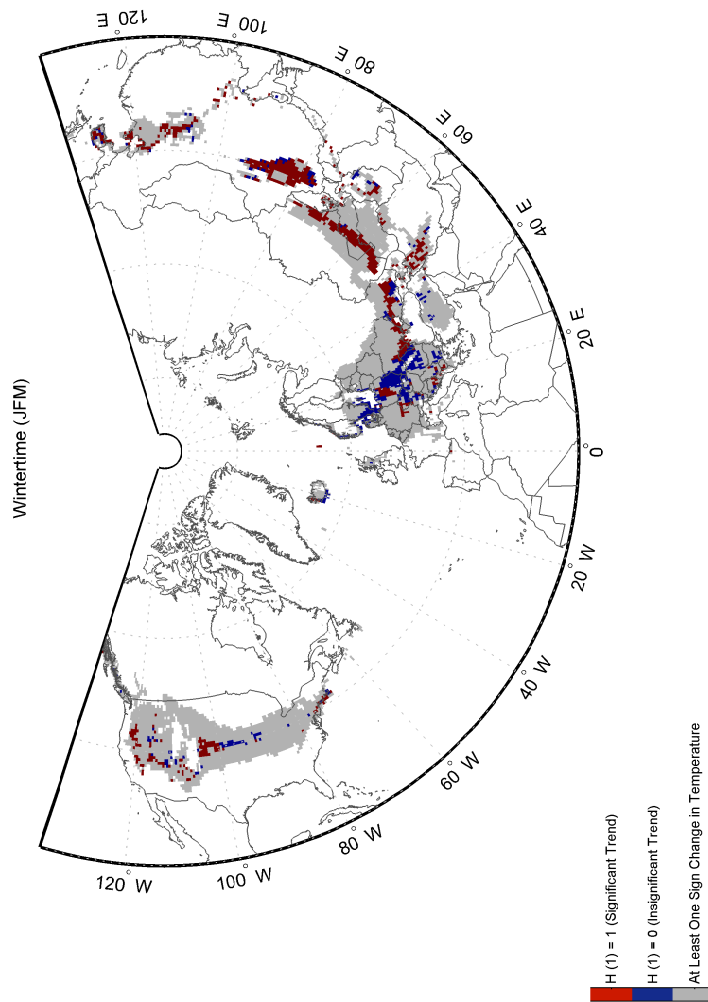 Wintertime (JFM)
120 E
100 E
80 E
60 E
40 E
20 E
0
20 W
40 W
60 W
80 W
100 W
120 W
H (1) = 1 (Significant Trend)
H (1) = 0 (Insignificant Trend)
At Least One Sign Change in Temperature